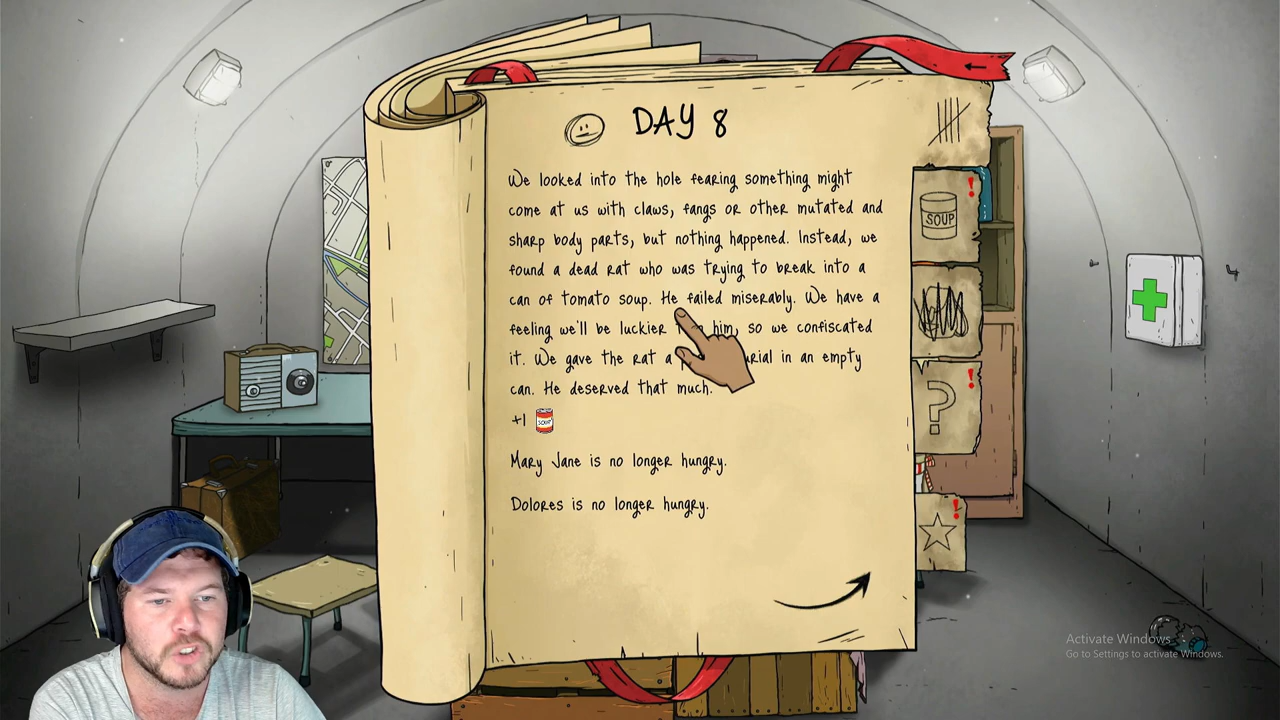 DAY 8
We looked into the hole fearing something might
come at us with claws, fangs or other mutated and
sharp body parts, but nothing happened. Instead, we
found a dead rat who was trying to break into a
can of tomato soup. He failed miserably. We have a
feeling we'll be luckier him, so we confiscated
it. We gave the rat a in an empty
can. He deserved that much.
+1 SOUP
Mary Jane is no longer hungry.
Dolores is no longer hungry.
SOUP
!
!
?
!
Activate Windows
Go to Settings to activate Windows.